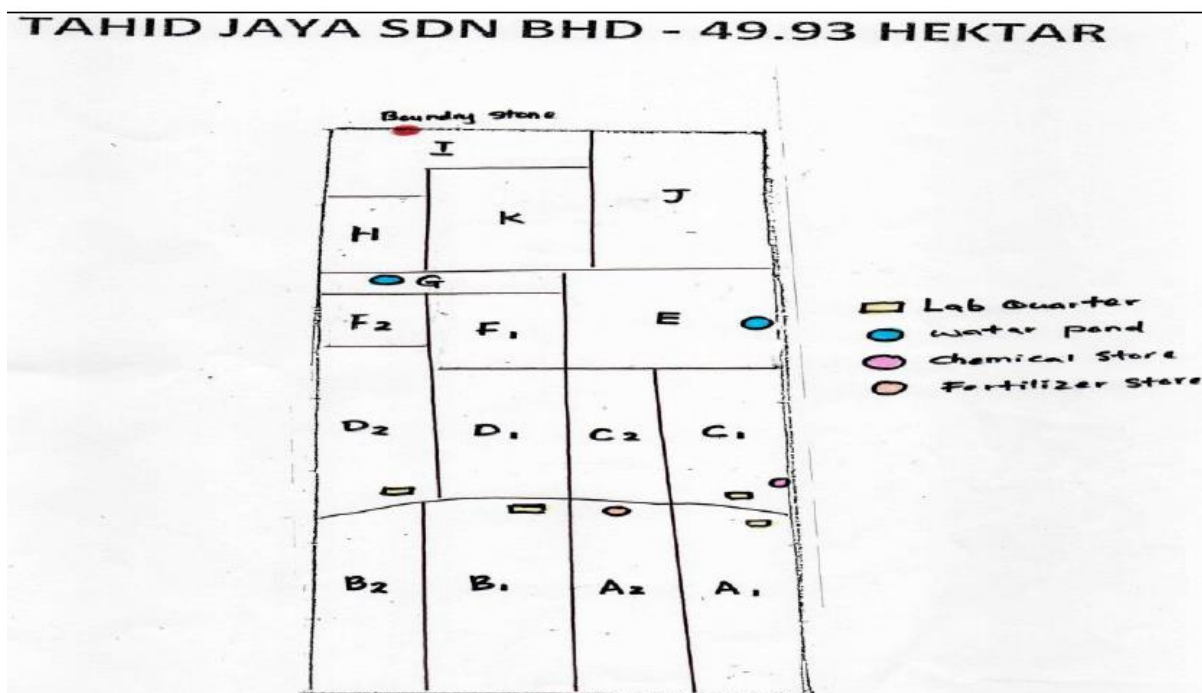 TAHID JAYA SDN BHD - 49.93 HEKTAR
Boundry stone
I
J
K
H
G
F2
F1
E
Lab Quarter
Watar pond
Chemical Store
Fertilizer Store
D2
D1
C2
C1
B2
B1
A2
A1